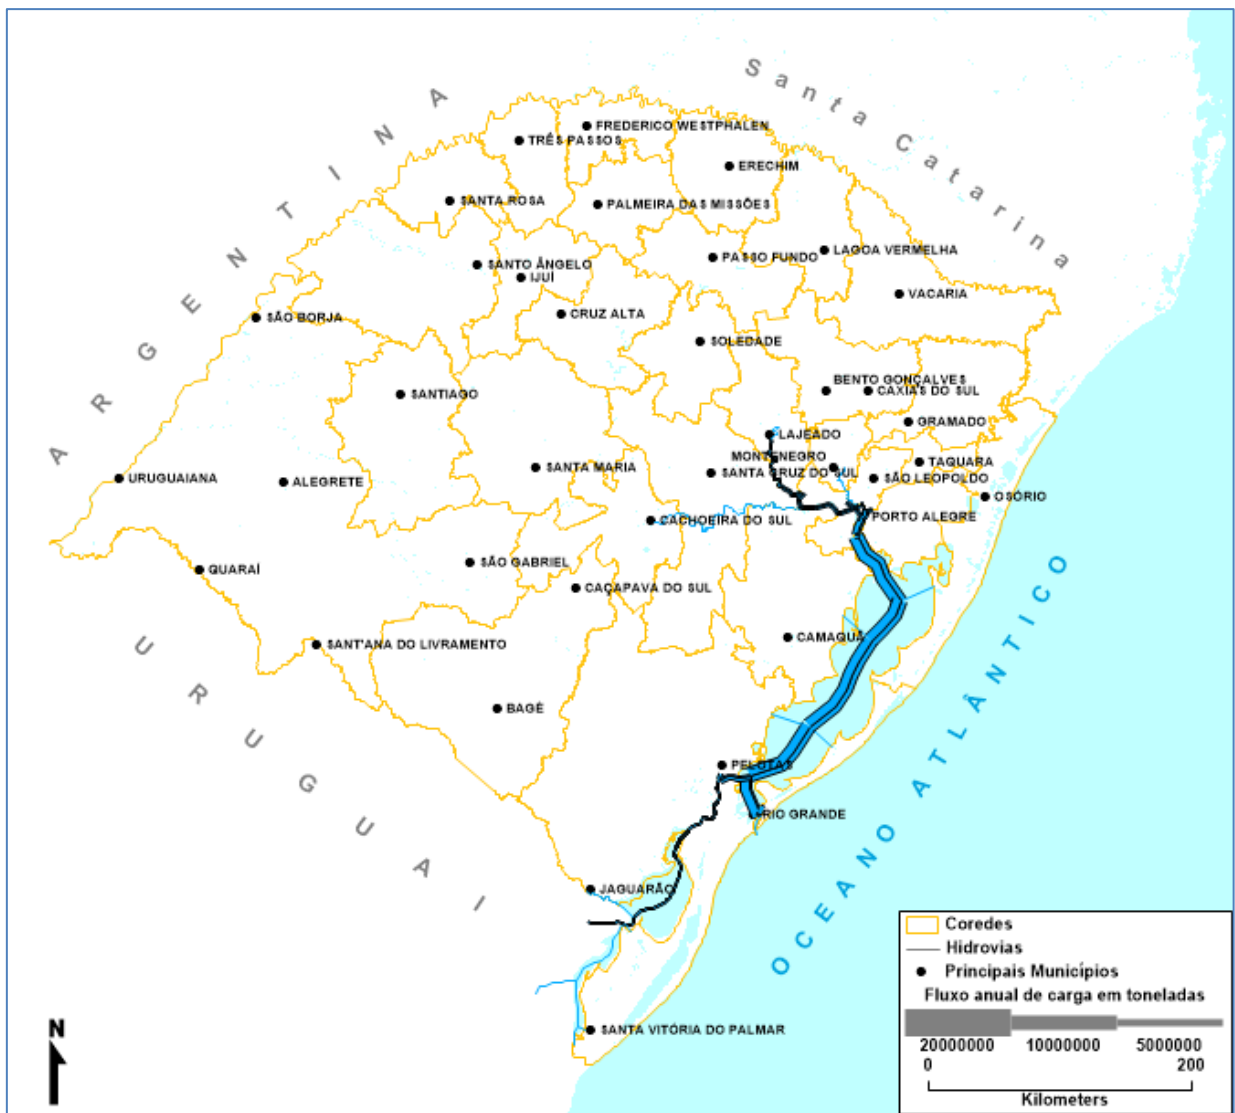 Santa Catarina
ARGENTINA
FREDERICO WESTPHALEN
TRÊS PASSOS
ERECHIM
SANTA ROSA
PALMEIRA DAS MISSÕES
LAGOA VERMELHA
PASSO FUNDO
SANTO ÂNGELO
IJUÍ
VACARIA
SÃO BORJA
CRUZ ALTA
SOLEDADE
BENTO GONÇALVES
CAXIAS DO SUL
SANTIAGO
GRAMADO
LAJEADO
MONTENEGRO
TAQUARA
SANTA MARIA
SANTA CRUZ DO SUL
SÃO LEOPOLDO
URUGUAIANA
ALEGRETE
OSÓRIO
PORTO ALEGRE
CACHOEIRA DO SUL
SÃO GABRIEL
QUARAÍ
CAÇAPAVA DO SUL
CAMAQUÃ
SANT'ANA DO LIVRAMENTO
BAGÉ
URUGUAI
OCEANO ATLÂNTICO
PELOTAS
RIO GRANDE
JAGUARÃO
SANTA VITÓRIA DO PALMAR
N
Coredes
Hidrovias
Principais Municípios
Fluxo anual de carga em toneladas
20000000 10000000 5000000
0 200
Kilometers